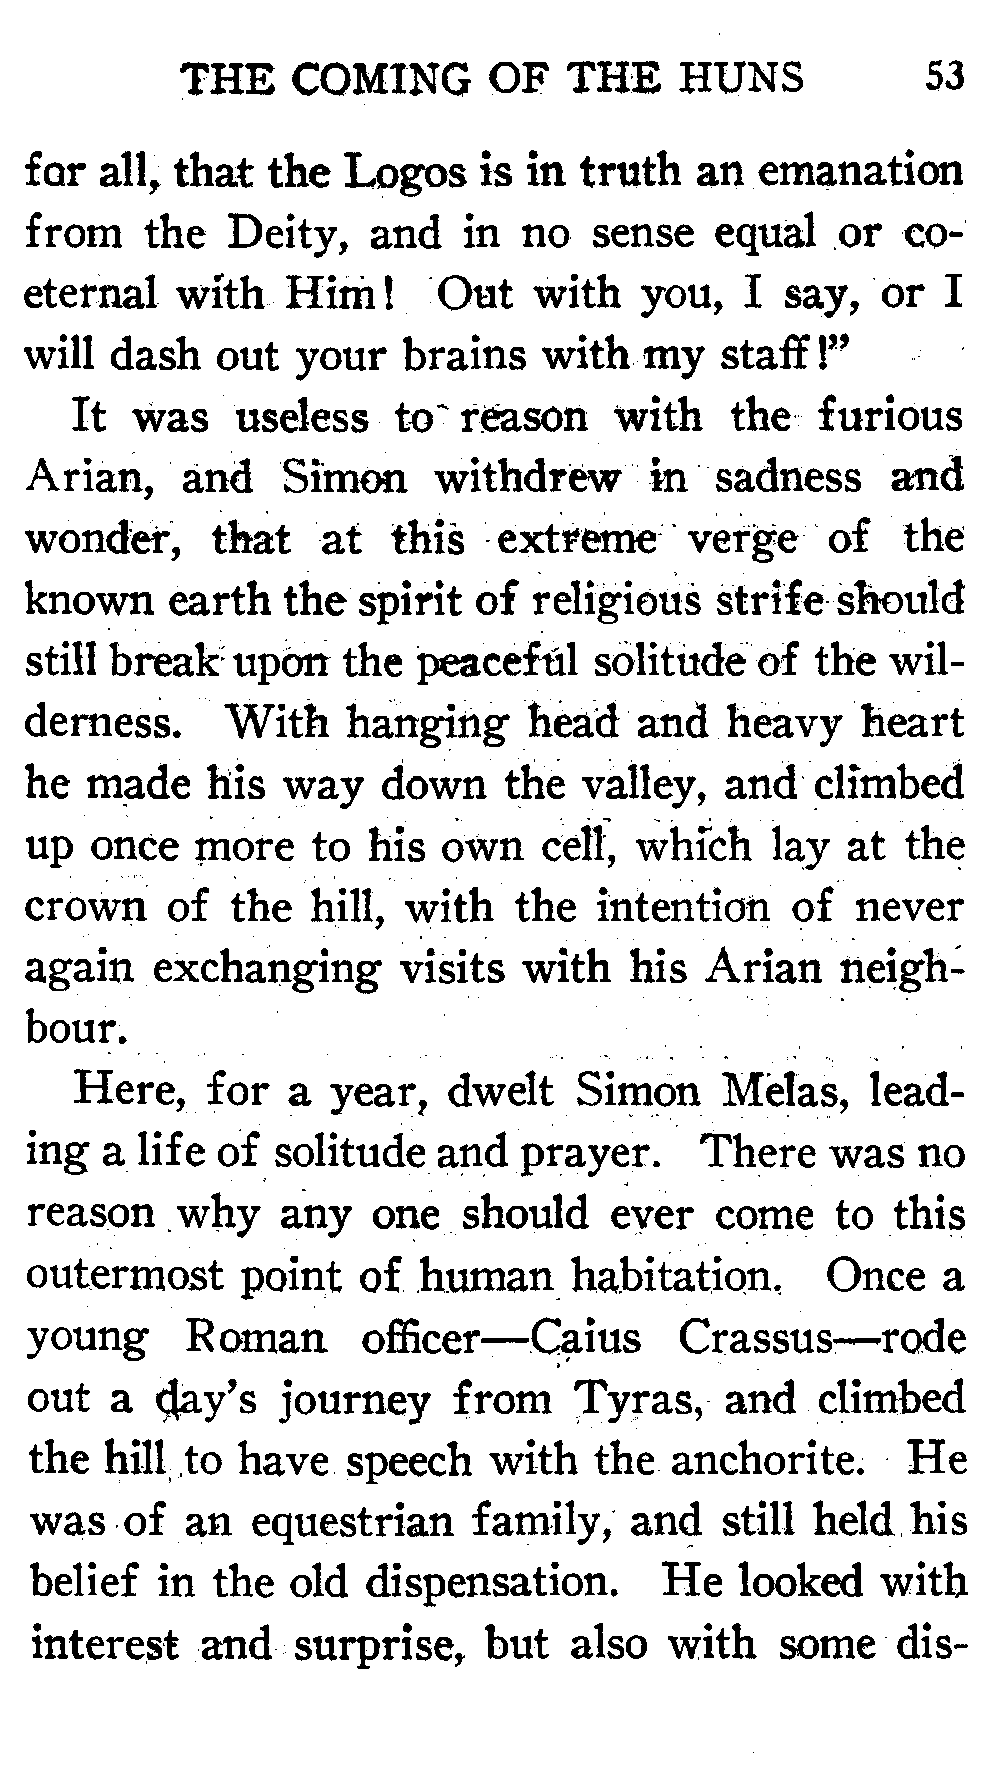 THE COMING OF THE HUNS 53
for all, that the Logos is in truth an emanation
from the Deity, and in no sense equal or co-
eternal with Him! Out with you, I say, or I
will dash out your brains with my staff!”
It was useless to reason with the furious
Arian, and Simon withdrew in sadness and
wonder, that at this extreme verge of the
known earth the spirit of religious strife should
still break upon the peaceful solitude of the wil-
derness. With hanging head and heavy heart
he made his way down the valley, and climbed
up once more to his own cell, which lay at the
crown of the hill, with the intention of never
again exchanging visits with his Arian neigh-
bour.
Here, for a year, dwelt Simon Melas, lead-
ing a life of solitude and prayer. There was no
reason why any one should ever come to this
outermost point of human habitation. Once a
young Roman officer—Caius Crassus—rode
out a day’s journey from Tyras, and climbed
the hill to have speech with the anchorite. He
was of an equestrian family, and still held his
belief in the old dispensation. He looked with
interest and surprise, but also with some dis-